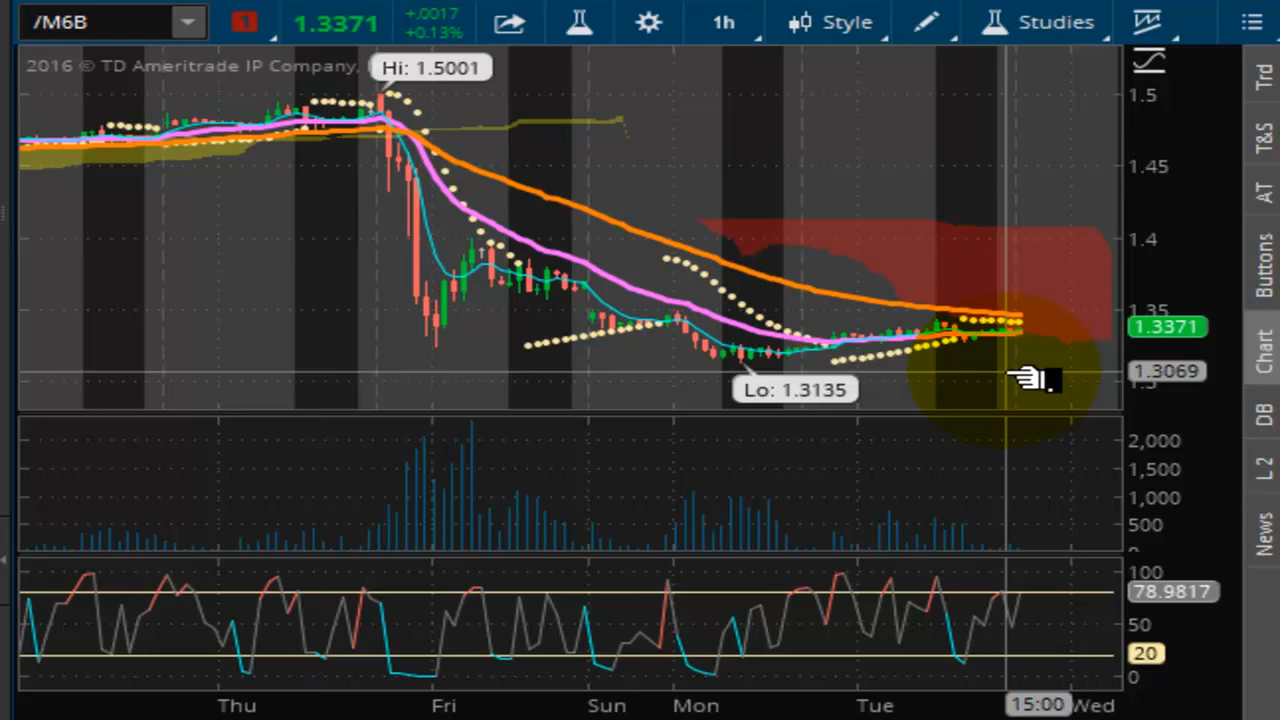 /M6B
1
1.3371
+.0017
+0.13%
1h
Style
Studies
2016 © TD Ameritrade IP Company,
Hi: 1.5001
Lo: 1.3135
1.5
1.45
1.4
1.35
1.3371
1.3069
2,000
1,500
1,000
500
0
100
78.9817
50
20
0
Thu
Fri
Sun
Mon
Tue
15:00
Wed
Trd
T&S
AT
Buttons
Chart
DB
L 2
News